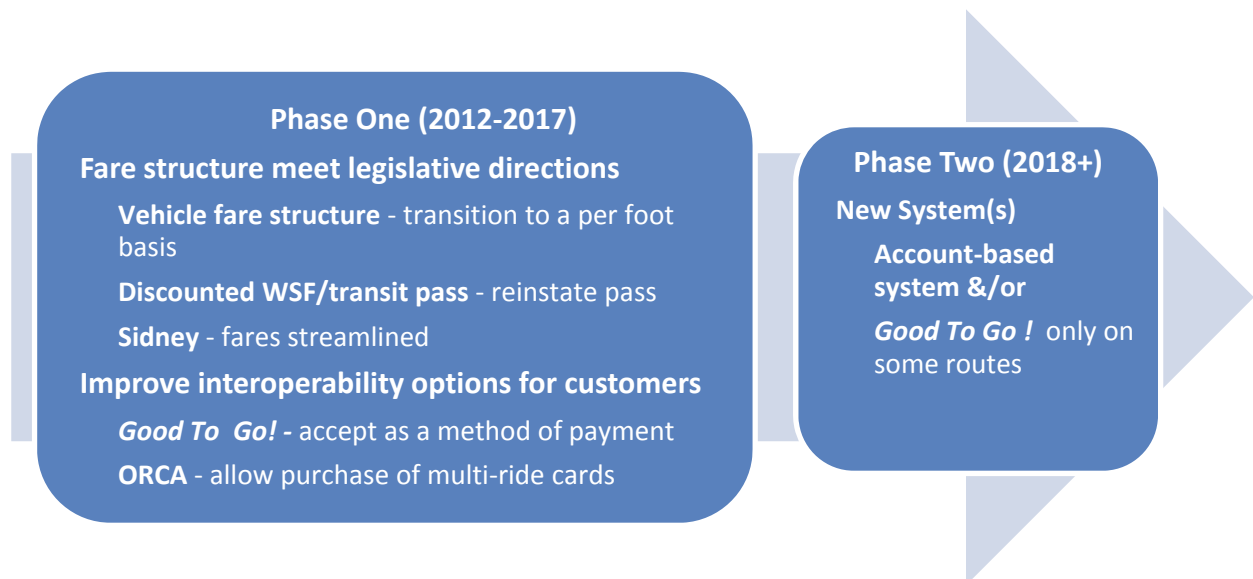 Phase One (2012-2017)
Fare structure meet legislative directions
Vehicle fare structure - transition to a per foot
basis
Discounted WSF/transit pass - reinstate pass
Sidney - fares streamlined
Improve interoperability options for customers
Good To Go! - accept as a method of payment
ORCA - allow purchase of multi-ride cards
Phase Two (2018+)
New System(s)
Account-based
system &/or
Good To Go ! only on
some routes